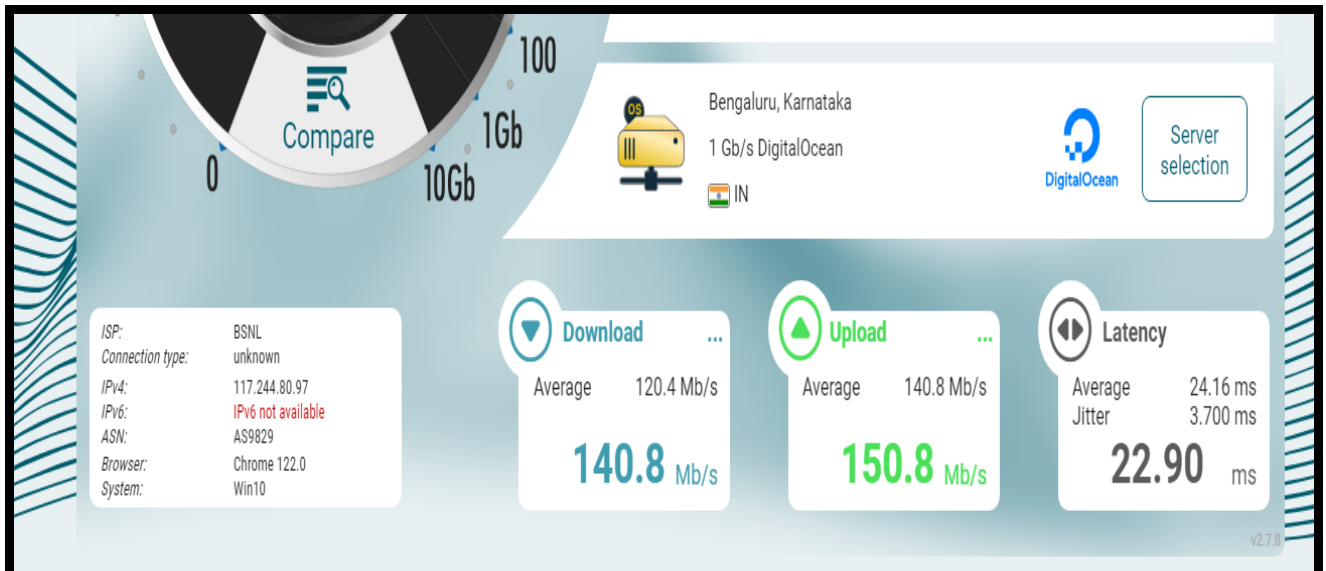 100
1Gb
10Gb
0
Compare
OS
Bengaluru, Karnataka
1 Gb/s DigitalOcean
IN
DigitalOcean
Server
selection
ISP: BSNL
Connection type: unknown
IPv4: 117.244.80.97
IPv6: IPv6 not available
ASN: AS9829
Browser: Chrome 122.0
System: Win10
Download ...
Average 120.4 Mb/s
140.8 Mb/s
Upload ...
Average 140.8 Mb/s
150.8 Mb/s
Latency
Average 24.16 ms
Jitter 3.700 ms
22.90 ms
v2.7.8